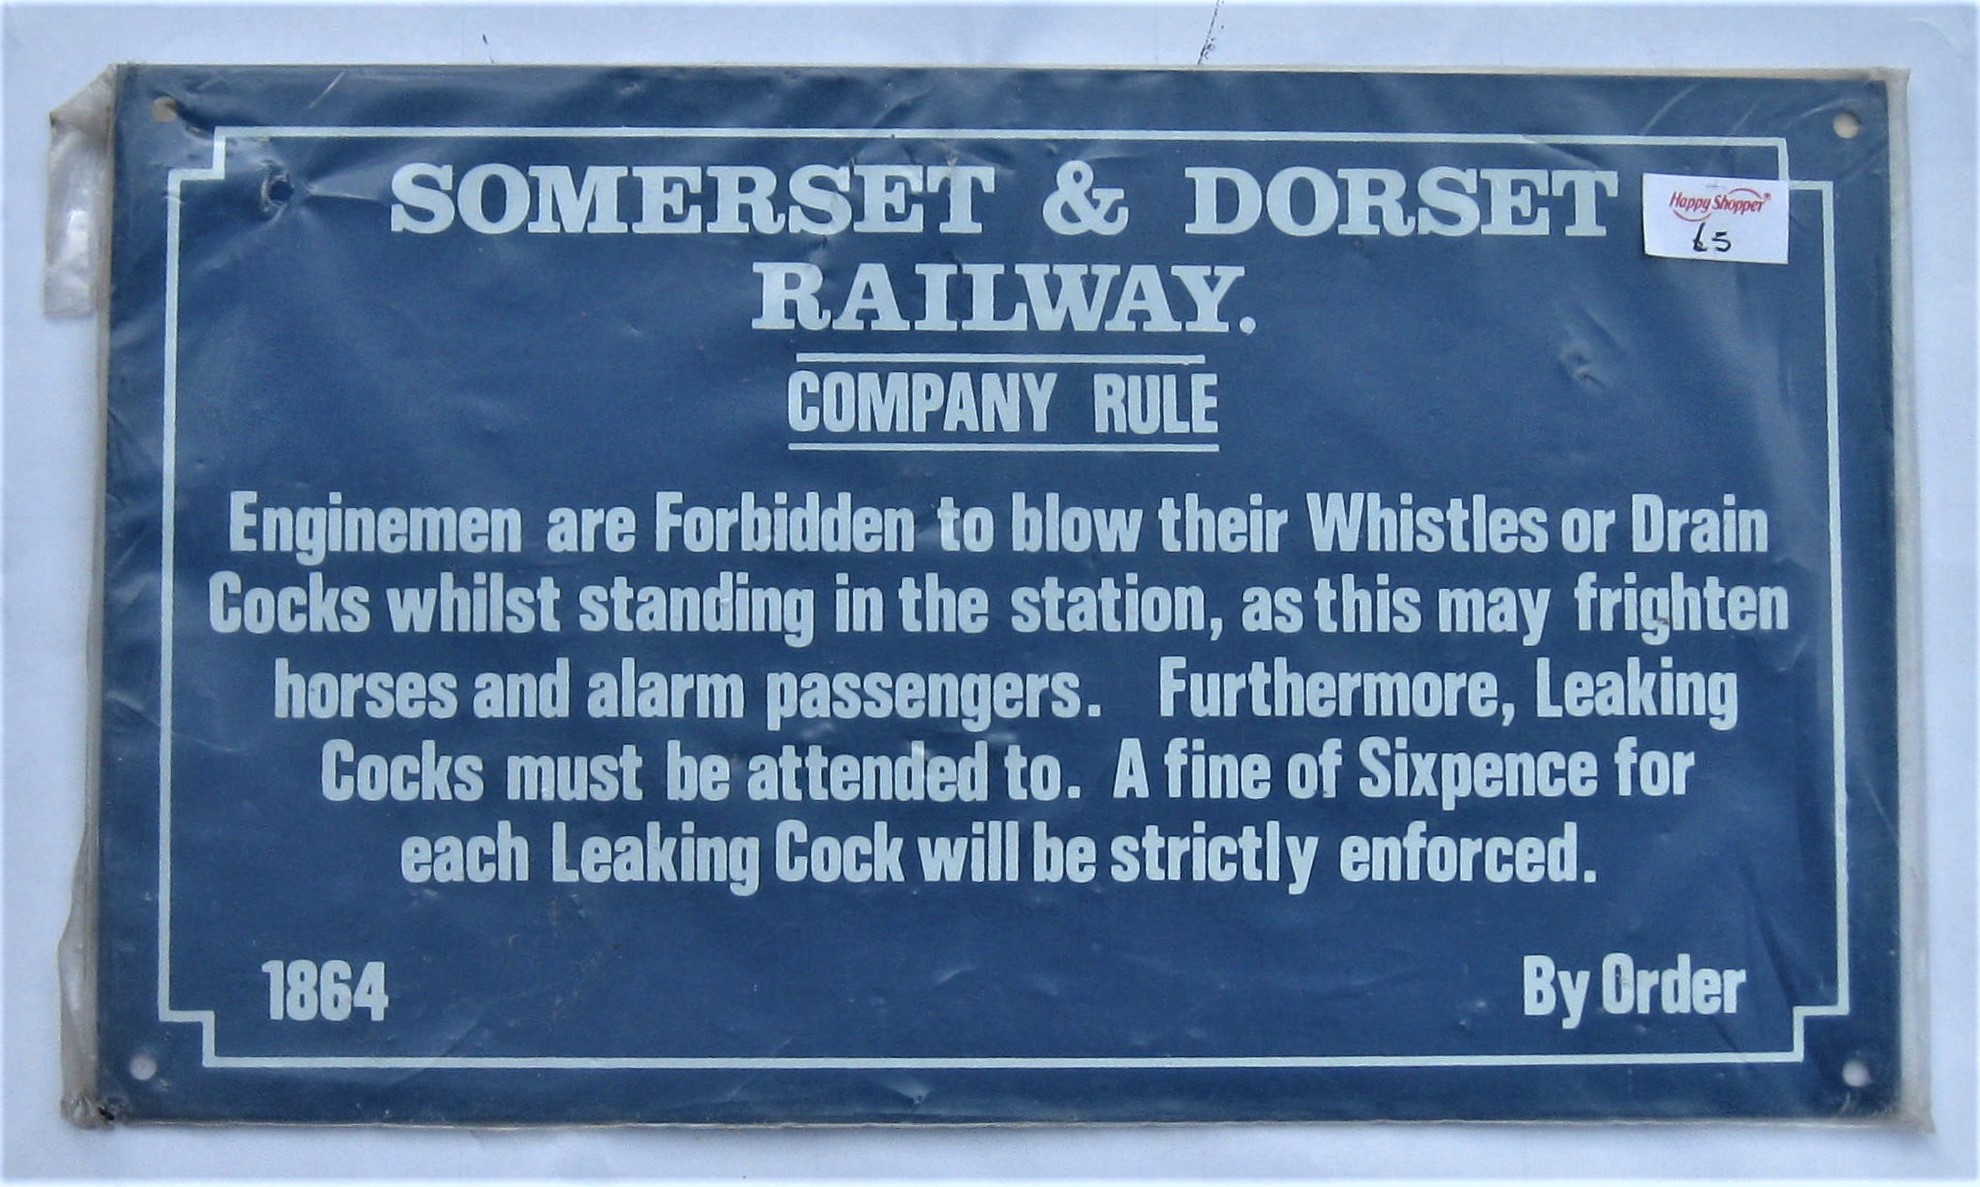 SOMERSET & DORSET
RAILWAY.
COMPANY RULE
Enginemen are Forbidden to blow their Whistles or Drain
Cocks whilst standing in the station, as this may frighten
horses and alarm passengers. Furthermore, Leaking
Cocks must be attended to. A fine of Sixpence for
each Leaking Cock will be strictly enforced.
1864
By Order
Happy Shopper®
£5